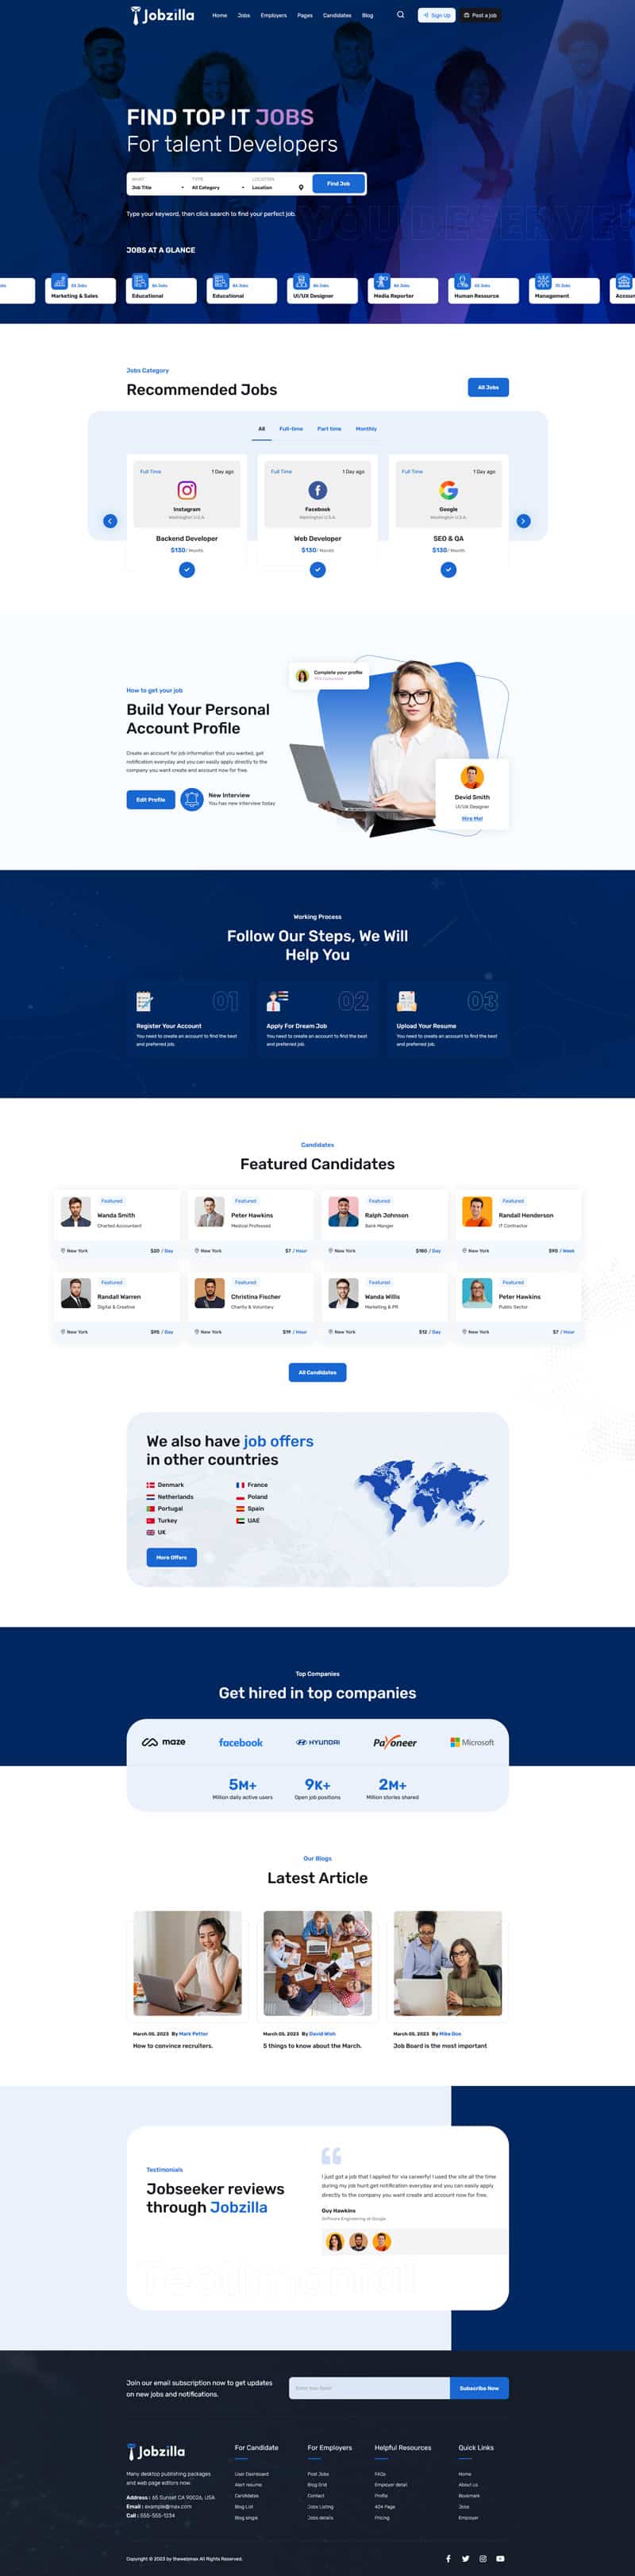 Jobzilla
Home Jobs Employers Pages Candidates Blog Sign Up Post a job
FIND TOP IT JOBS
For talent Developers
WHAT TYPE LOCATION
Job Title All Category Location Find Job
Type your keyword, then click search to find your perfect job.
JOBS AT A GLANCE
Marketing & Sales Educational Educational UI/UX Designer Media Reporter Human Resource Management
Jobs Category
Recommended Jobs
All Jobs
All Full-time Part time Monthly
Full Time 1 Day ago Full Time 1 Day ago Full Time 1 Day ago
Instagram Facebook Google
Washington U.S.A. Washington U.S.A. Washington U.S.A.
Backend Developer Web Developer SEO & QA
$130/ Month $130/ Month $130/ Month
How to get your job
Build Your Personal
Account Profile
Create an account for job information that you wanted, get
notification everyday and you can easily apply directly to the
company you want create and account now for free.
Edit Profile
New Interview
You has new interview today
Complete your profile
David Smith
UI/UX Designer
Hire Me!
Working Process
Follow Our Steps, We Will
Help You
01 02 03
Register Your Account Apply For Dream Job Upload Your Resume
You need to create an account to find the best You need to create an account to find the best You need to create an account to find the best
and preferred job. and preferred job. and preferred job.
Candidates
Featured Candidates
Featured Featured Featured Featured
Wanda Smith Peter Hawkins Ralph Johnson Randall Henderson
Charted Accountant Medical Professed Bank Manger IT Contractor
New York $20 / Day New York $7 / Hour New York $180 / Day New York $90 / Week
Featured Featured Featured Featured
Randall Warren Christina Fischer Wanda Willis Peter Hawkins
Digital & Creative Charity & Voluntary Marketing & PR Public Sector
New York $95 / Day New York $19 / Hour New York $12 / Day New York $7 / Hour
All Candidates
We also have job offers
in other countries
Denmark France
Netherlands Poland
Portugal Spain
Turkey UAE
UK
More Offers
Top Companies
Get hired in top companies
maze facebook HYUNDAI Payoneer Microsoft
5M+ 9K+ 2M+
Million daily active users Open job positions Million stories shared
Our Blogs
Latest Article
March 05, 2023 By Mark Petter March 05, 2023 By David Wish March 05, 2023 By Mike Doe
How to convince recruiters. 5 things to know about the March. Job Board is the most important
Testimonials
Jobseeker reviews
through Jobzilla
I just got a job that I applied for via careerfy! I used the site all the time
during my job hunt get notification everyday and you can easily apply
directly to the company you want create and account now for free.
Guy Hawkins
Software Engineering at Google
Testimonial
Join our email subscription now to get updates
on new jobs and notifications.
Enter Your Email Subscribe Now
Jobzilla
Many desktop publishing packages
and web page editors now.
Address : 65 Sunset CA 90026, USA
Email : example@max.com
Call : 555-555-1234
For Candidate
User Dashboard
Alert resume
Candidates
Blog List
Blog single
For Employers
Post Jobs
Blog Grid
Contact
Jobs Listing
Jobs details
Helpful Resources
FAQs
Employer detail
Profile
404 Page
Pricing
Quick Links
Home
About us
Bookmark
Jobs
Employer
Copyright © 2023 by thewebmax All Rights Reserved.